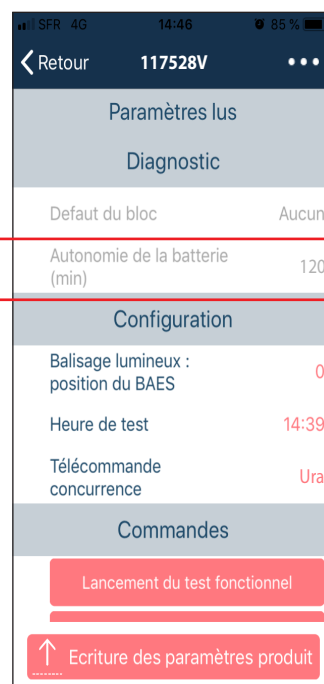 SFR 4G 14:46 85 %
Retour 117528V
Paramètres lus
Diagnostic
Defaut du bloc Aucun
Autonomie de la batterie
(min) 120
Configuration
Balisage lumineux :
position du BAES 0
Heure de test 14:39
Télécommande
concurrence Ura
Commandes
Lancement du test fonctionnel
Ecriture des paramètres produit